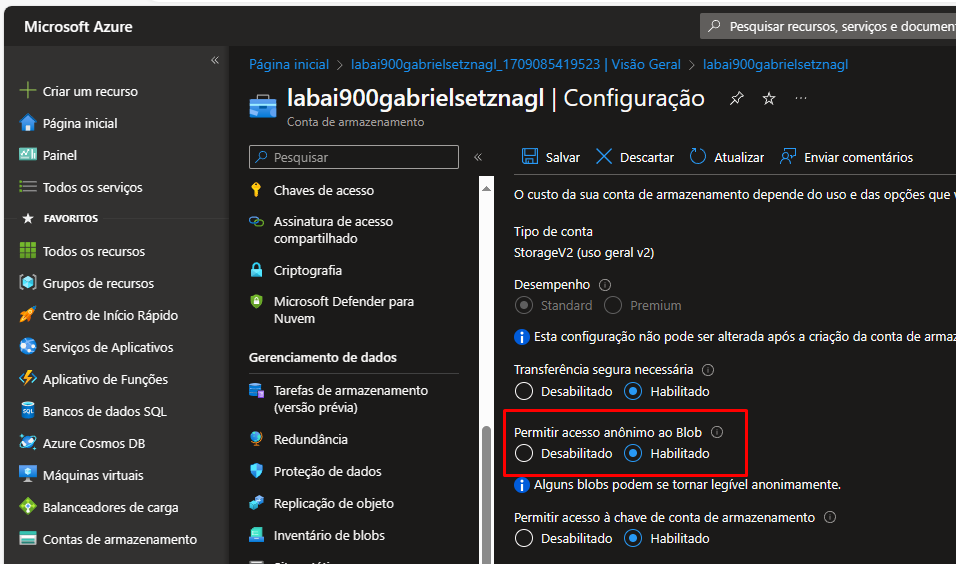 Microsoft Azure
Pesquisar recursos, serviços e documen
Criar um recurso
Página inicial
Painel
Todos os serviços
FAVORITOS
Todos os recursos
Grupos de recursos
Centro de Início Rápido
Serviços de Aplicativos
Aplicativo de Funções
Bancos de dados SQL
Azure Cosmos DB
Máquinas virtuais
Balanceadores de carga
Contas de armazenamento
Página inicial > labai900gabrielsetznagl_1709085419523 | Visão Geral > labai900gabrielsetznagl
labai900gabrielsetznagl | Configuração
Conta de armazenamento
Pesquisar
Chaves de acesso
Assinatura de acesso
compartilhado
Criptografia
Microsoft Defender para
Nuvem
Gerenciamento de dados
Tarefas de armazenamento
(versão prévia)
Redundância
Proteção de dados
Replicação de objeto
Inventário de blobs
Salvar Descartar Atualizar Enviar comentários
O custo da sua conta de armazenamento depende do uso e das opções que
Tipo de conta
StorageV2 (uso geral v2)
Desempenho
Standard Premium
Esta configuração não pode ser alterada após a criação da conta de armaz
Transferência segura necessária
Desabilitado Habilitado
Permitir acesso anônimo ao Blob
Desabilitado Habilitado
Alguns blobs podem se tornar legível anonimamente.
Permitir acesso à chave de conta de armazenamento
Desabilitado Habilitado